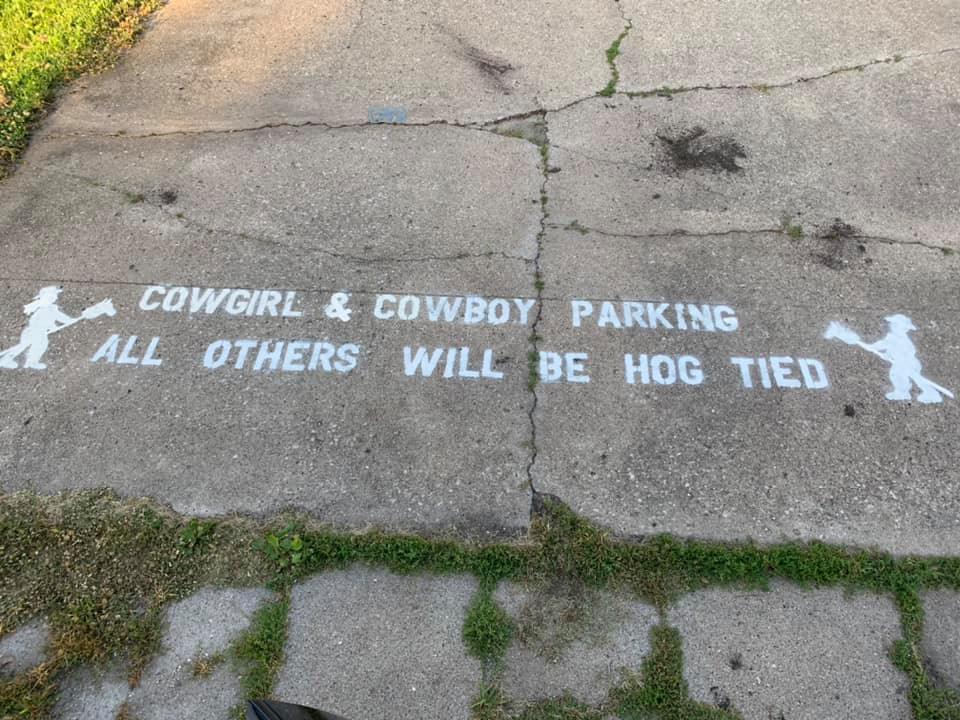 COWGIRL & COWBOY PARKING
ALL OTHERS WILL BE HOG TIED